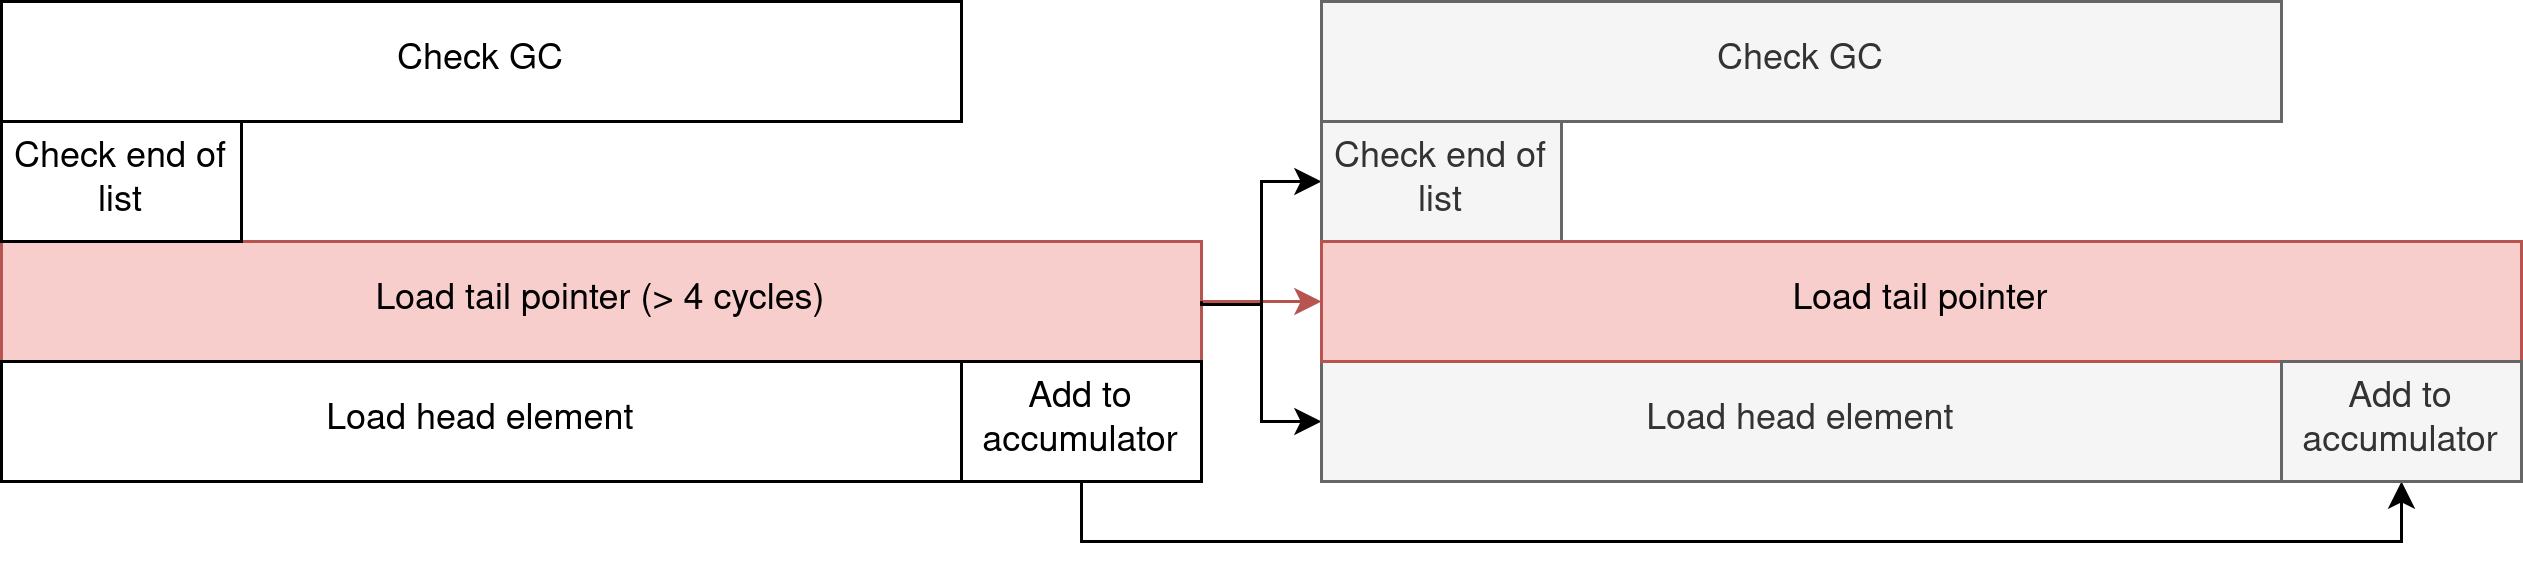 Check GC
Check GC
Check end of
list
Check end of
list
Load tail pointer (> 4 cycles)
Load tail pointer
Load head element
Add to
accumulator
Load head element
Add to
accumulator